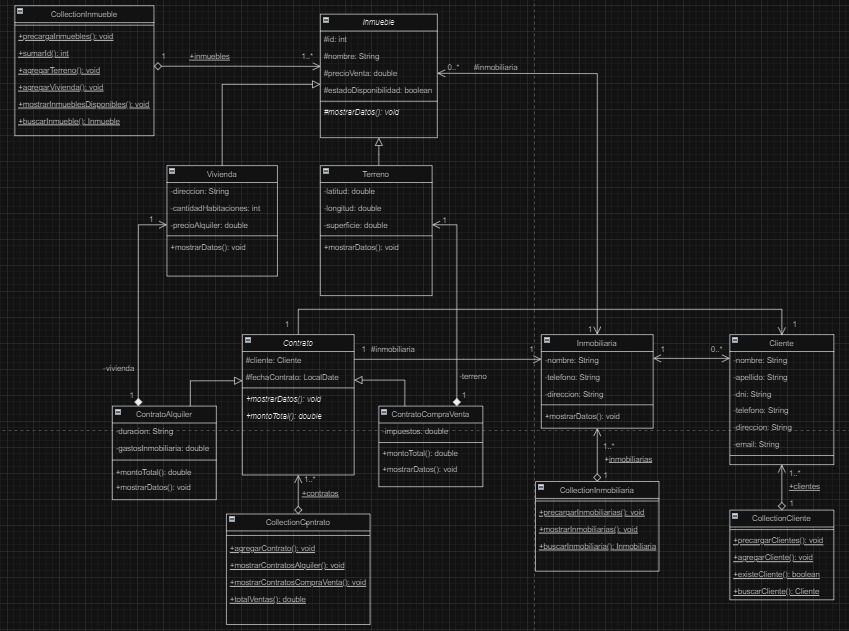 CollectionInmueble
+precargaInmuebles(): void
+sumarId(): int
+agregarTerreno(): void
+agregarVivienda(): void
+mostrarInmueblesDisponibles(): void
+buscarInmueble(): Inmueble
1
+inmuebles
1..*
Inmueble
#id: int
#nombre: String
#precioVenta: double
#estadoDisponibilidad: boolean
#mostrarDatos(): void
0..*
#inmobiliaria
Vivienda
-direccion: String
-cantidadHabitaciones: int
-precioAlquiler: double
+mostrarDatos(): void
1
Terreno
-latitud: double
-longitud: double
-superficie: double
+mostrarDatos(): void
1
1
1
1
Contrato
#cliente: Cliente
#fechaContrato: LocalDate
+mostrarDatos(): void
+montoTotal(): double
1
#inmobiliaria
1
Inmobiliaria
-nombre: String
-telefono: String
-direccion: String
+mostrarDatos(): void
1
0..*
Cliente
-nombre: String
-apellido: String
-dni: String
-telefono: String
-direccion: String
-email: String
-vivienda
1
-terreno
1
ContratoAlquiler
-duracion: String
-gastosInmobiliaria: double
+montoTotal(): double
+mostrarDatos(): void
ContratoCompraVenta
-impuestos: double
+montoTotal(): double
+mostrarDatos(): void
1..*
+contratos
CollectionContrato
+agregarContrato(): void
+mostrarContratosAlquiler(): void
+mostrarContratosCompraVenta(): void
+totalVentas(): double
1..*
+inmobiliarias
1
CollectionInmobiliaria
+precargarInmobiliarias(): void
+mostrarInmobiliarias(): void
+buscarInmobiliaria(): Inmobiliaria
1..*
+clientes
1
CollectionCliente
+precargarClientes(): void
+agregarCliente(): void
+existeCliente(): boolean
+buscarCliente(): Cliente